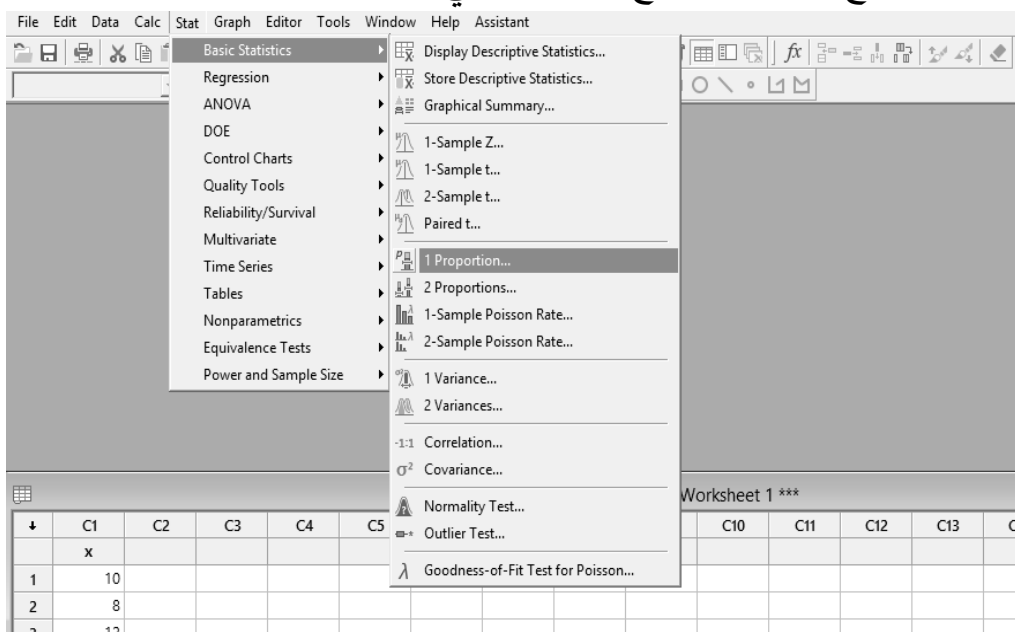 File Edit Data Calc Stat Graph Editor Tools Window Help Assistant
Basic Statistics
Regression
ANOVA
DOE
Control Charts
Quality Tools
Reliability/Survival
Multivariate
Time Series
Tables
Nonparametrics
Equivalence Tests
Power and Sample Size
Display Descriptive Statistics...
Store Descriptive Statistics...
Graphical Summary...
1-Sample Z...
1-Sample t...
2-Sample t...
Paired t...
1 Proportion...
2 Proportions...
1-Sample Poisson Rate...
2-Sample Poisson Rate...
1 Variance...
2 Variances...
Correlation...
σ² Covariance...
Normality Test...
Outlier Test...
λ Goodness-of-Fit Test for Poisson...
Worksheet 1 ***
C1 C2 C3 C4 C5 C10 C11 C12 C13
x
1 10
2 8